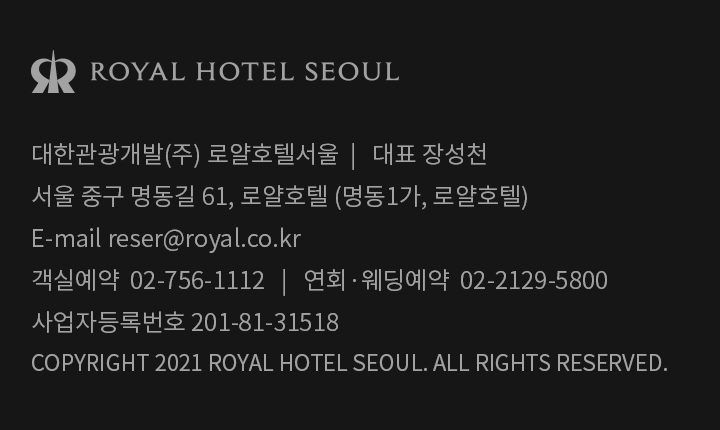 ROYAL HOTEL SEOUL
대한관광개발(주) 로얄호텔서울 | 대표 장성천
서울 중구 명동길 61, 로얄호텔 (명동1가, 로얄호텔)
E-mail reser@royal.co.kr
객실예약 02-756-1112 | 연회·웨딩예약 02-2129-5800
사업자등록번호 201-81-31518
COPYRIGHT 2021 ROYAL HOTEL SEOUL. ALL RIGHTS RESERVED.